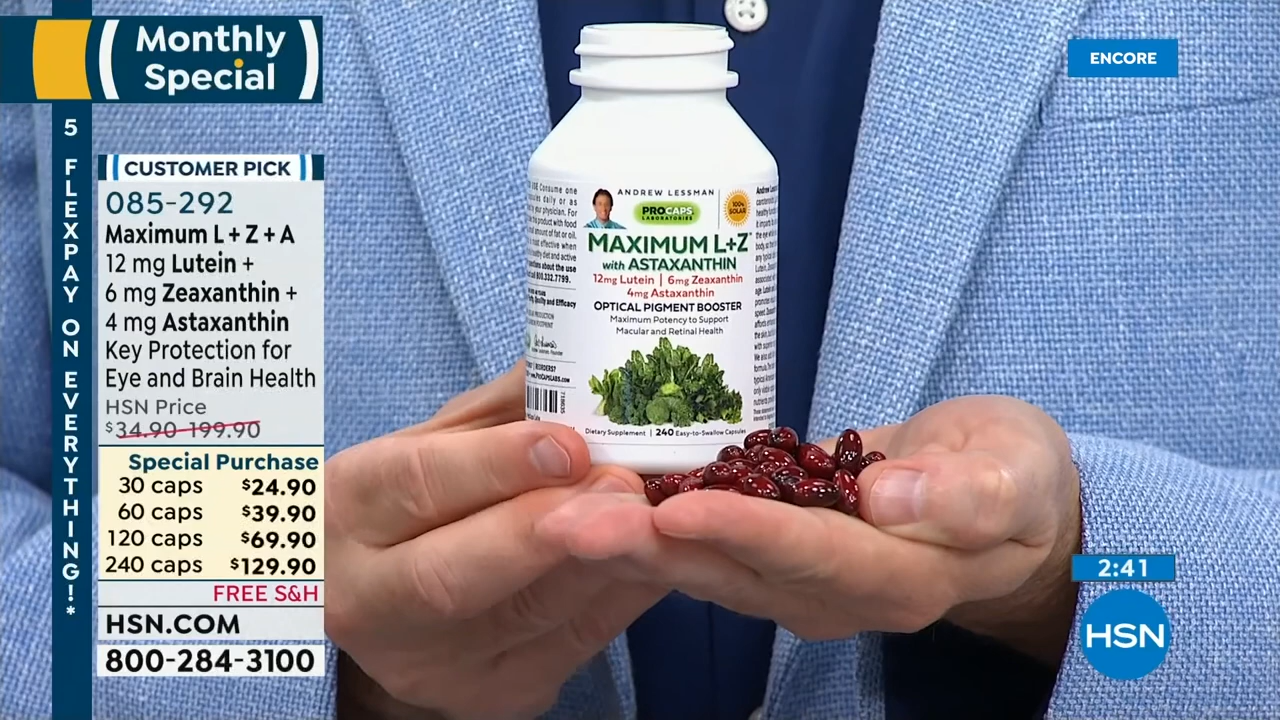 Monthly
Special
ENCORE
5 FLEXPAY ON EVERYTHING!*
CUSTOMER PICK
085-292
Maximum L + Z + A
12 mg Lutein +
6 mg Zeaxanthin +
4 mg Astaxanthin
Key Protection for
Eye and Brain Health
HSN Price
$34.90-199.90
Special Purchase
30 caps $24.90
60 caps $39.90
120 caps $69.90
240 caps $129.90
FREE S&H
HSN.COM
800-284-3100
ANDREW LESSMAN
PROCAPS
LABORATORIES
100%
SOLAR
MAXIMUM L+Z
with ASTAXANTHIN
12mg Lutein | 6mg Zeaxanthin
4mg Astaxanthin
OPTICAL PIGMENT BOOSTER
Maximum Potency to Support
Macular and Retinal Health
Dietary Supplement | 240 Easy-to-Swallow Capsules
2:41
HSN